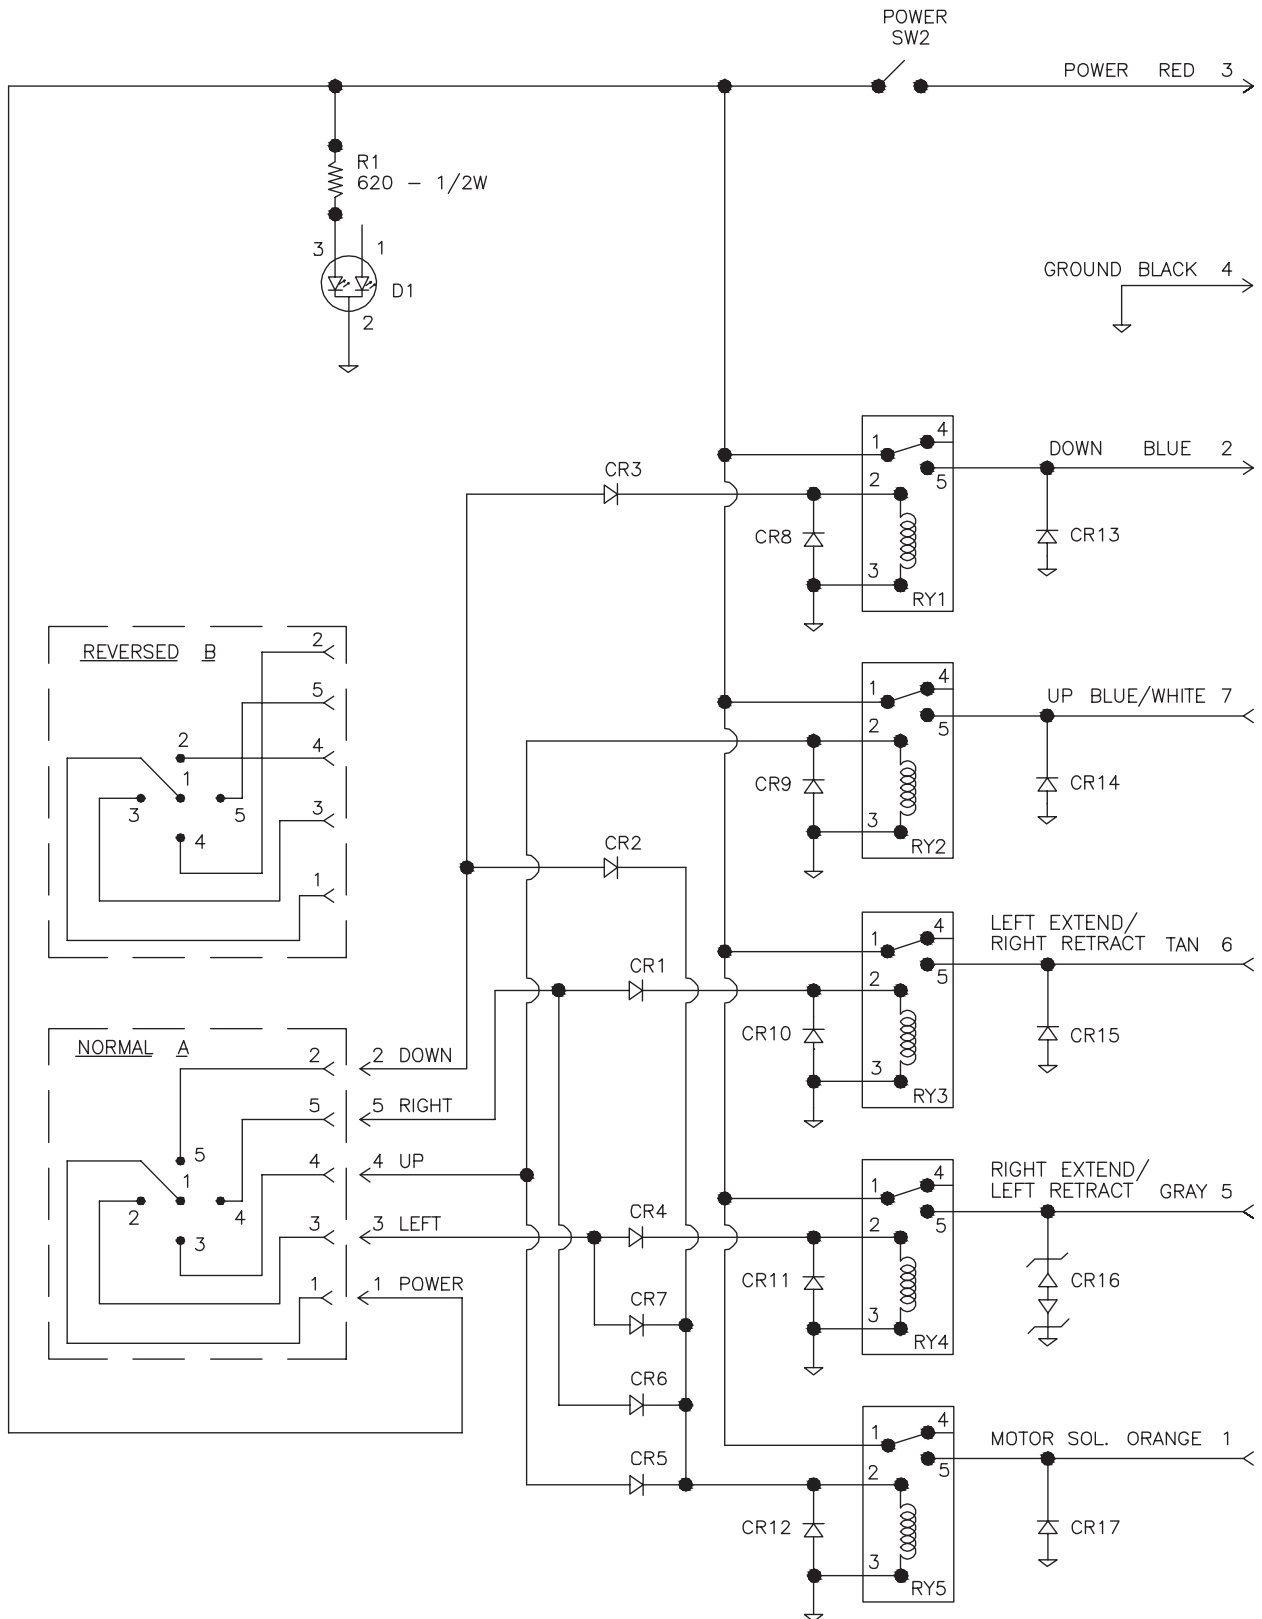 POWER
SW2
POWER RED 3
R1
620 - 1/2W
3
1
D1
2
GROUND BLACK 4
1
4
DOWN BLUE 2
CR3
2
5
CR8
CR13
3
RY1
REVERSED B
2
5
2
4
1
3
5
3
4
1
1
4
UP BLUE/WHITE 7
2
5
CR9
CR14
3
RY2
CR2
1
4
LEFT EXTEND/
RIGHT RETRACT TAN 6
CR1
2
5
CR10
CR15
3
RY3
NORMAL A
2
2 DOWN
5
5 RIGHT
5
4
4 UP
1
2
4
3
3 LEFT
3
1
1 POWER
1
4
RIGHT EXTEND/
LEFT RETRACT GRAY 5
CR4
2
5
CR11
CR16
CR7
3
RY4
CR6
1
4
MOTOR SOL. ORANGE 1
CR5
2
5
CR12
CR17
3
RY5